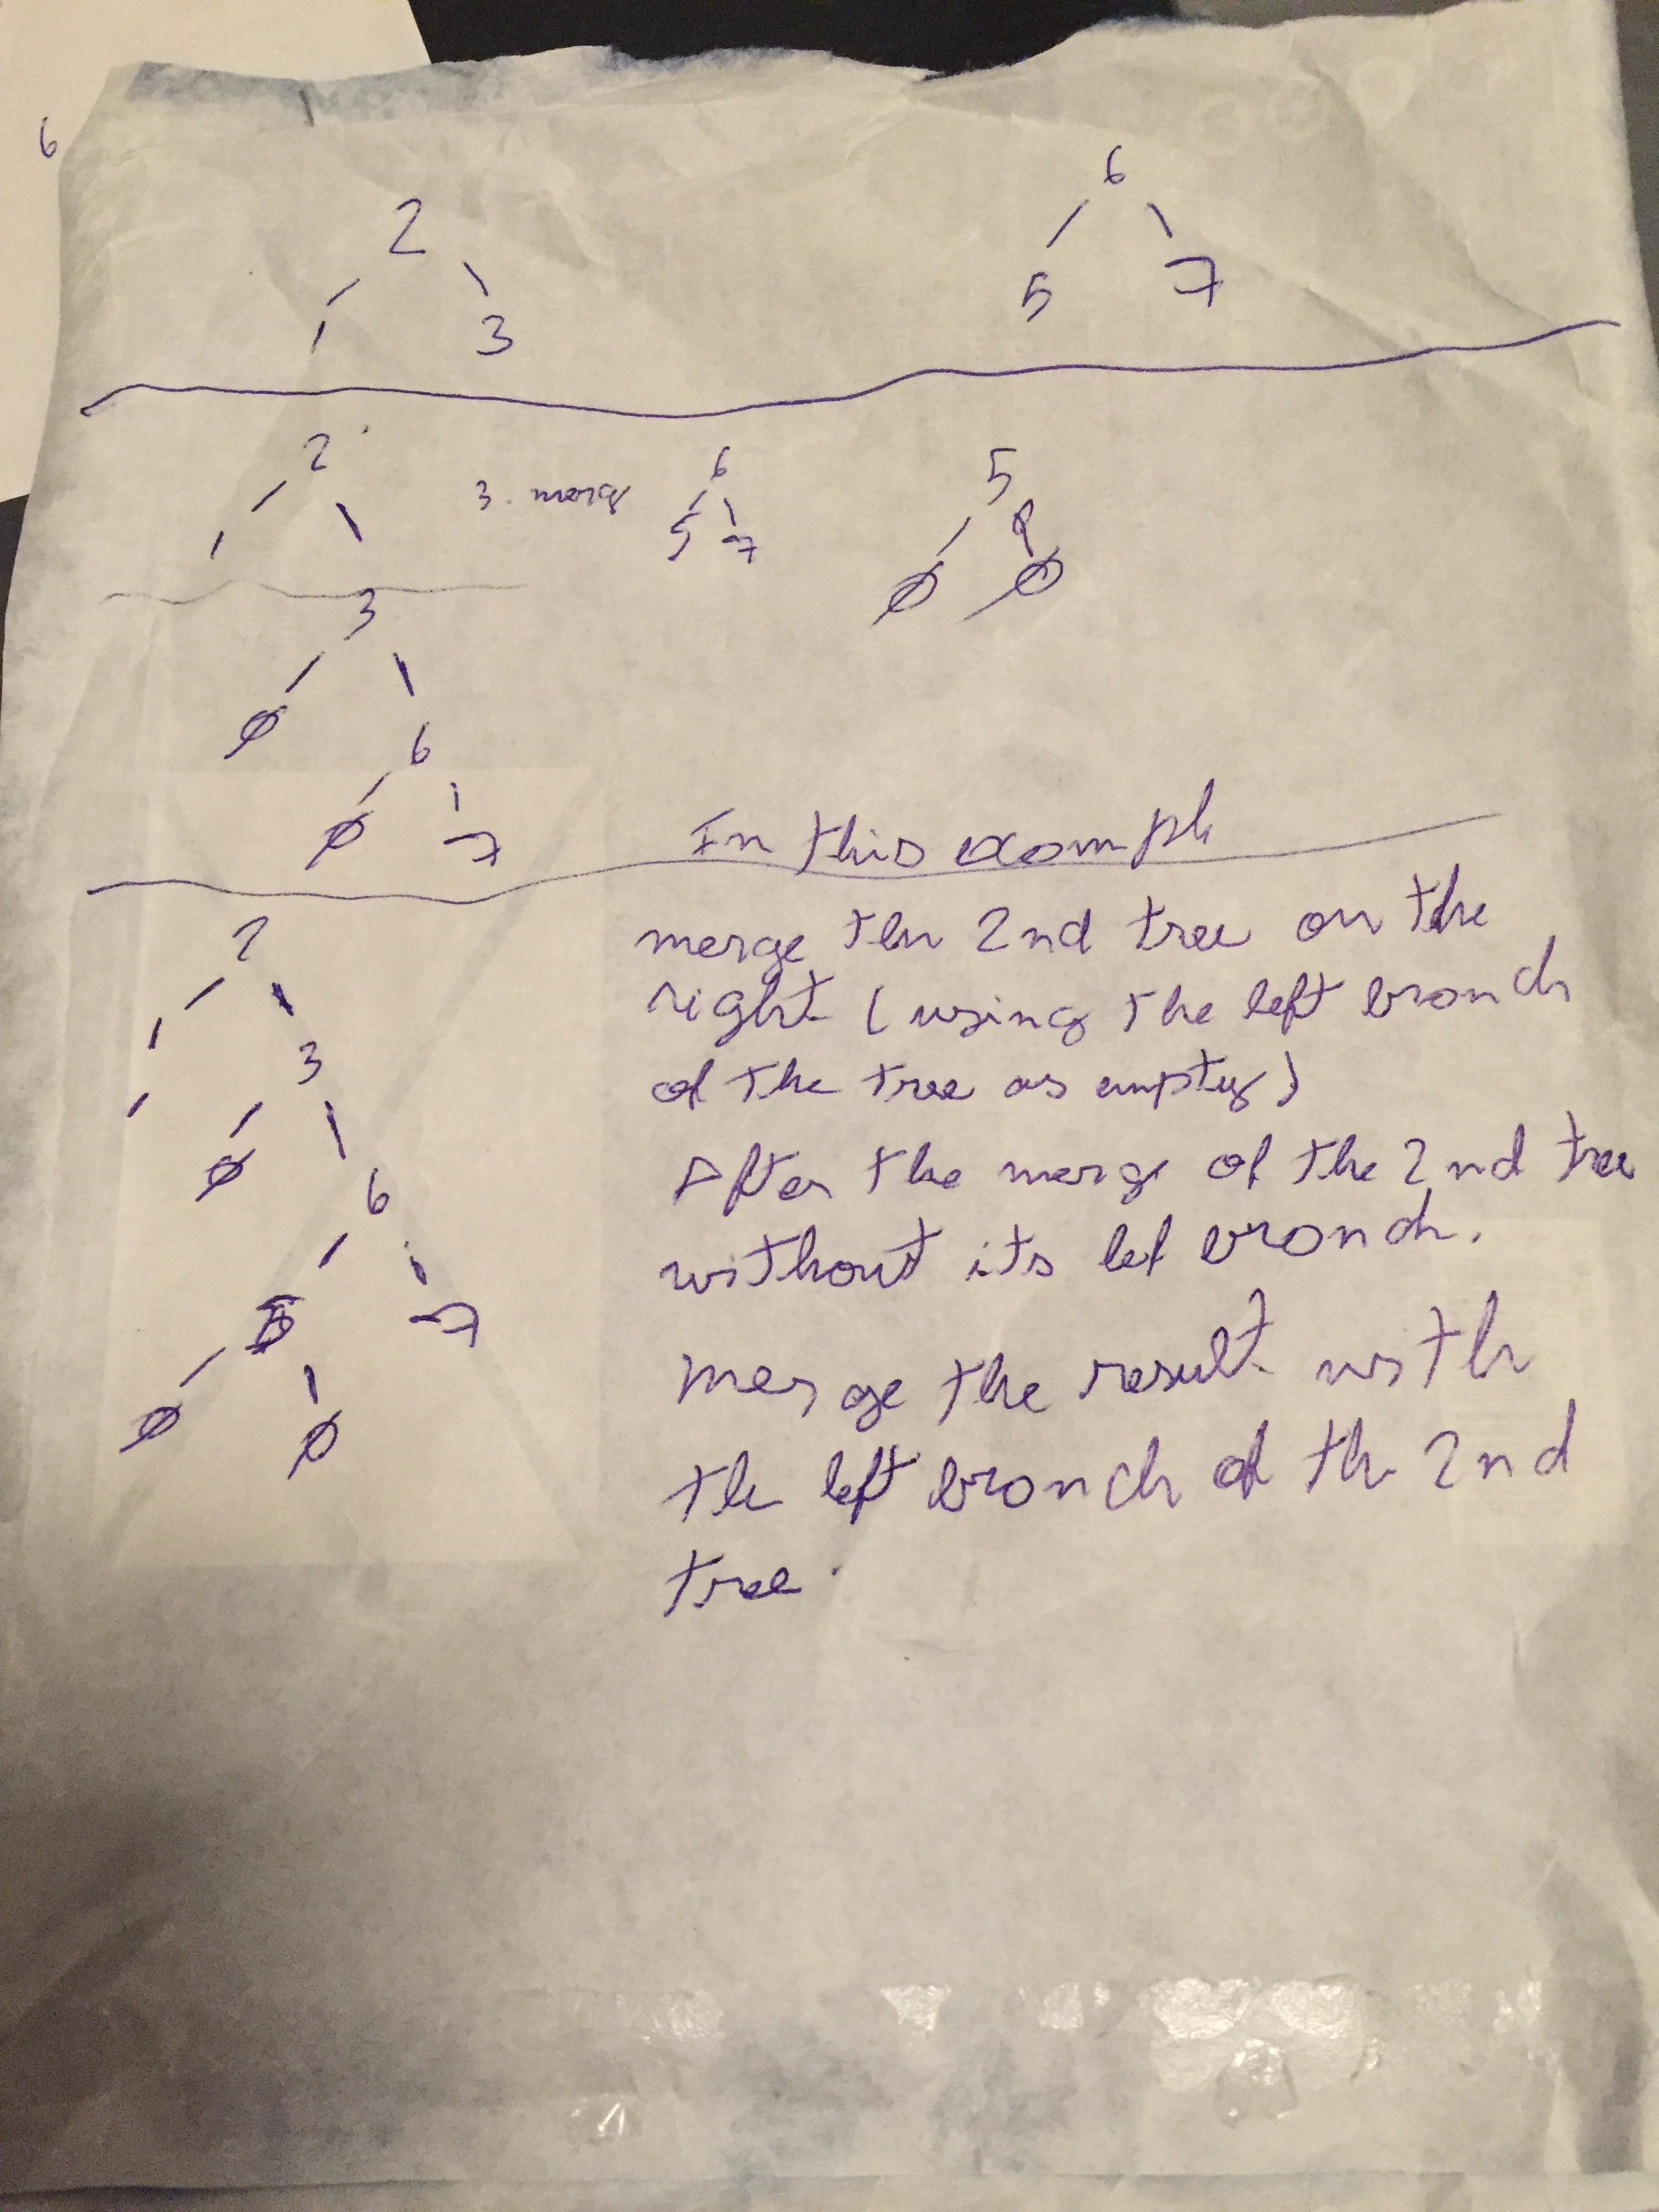 6
2 6
1 3 5 7
2 6 5
3. merge 5 7 ∅ ∅
1
3
∅ 6
∅ 7
In this exampl
merge the 2nd tree on the
right (using the left branch
of the tree as empty)
After the merge of the 2nd tree
without its lef branch.
merge the result with
the left branch of the 2nd
tree.
2
1 3
∅ 6
5 7
∅ ∅